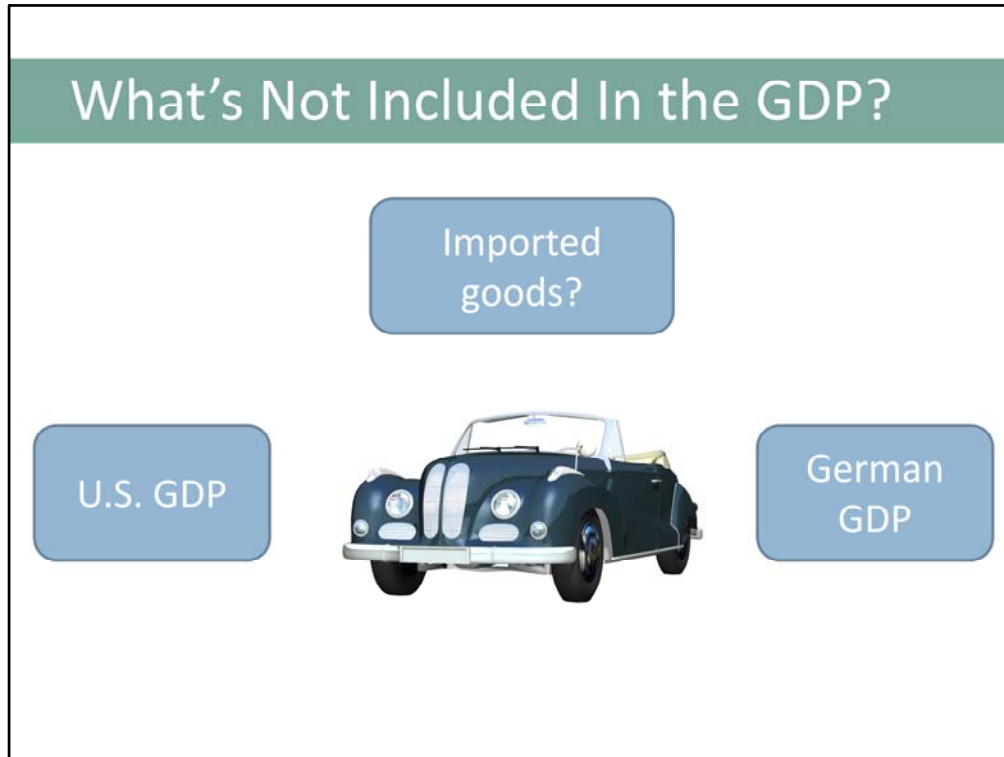 What's Not Included In the GDP?
Imported
goods?
U.S. GDP
German
GDP